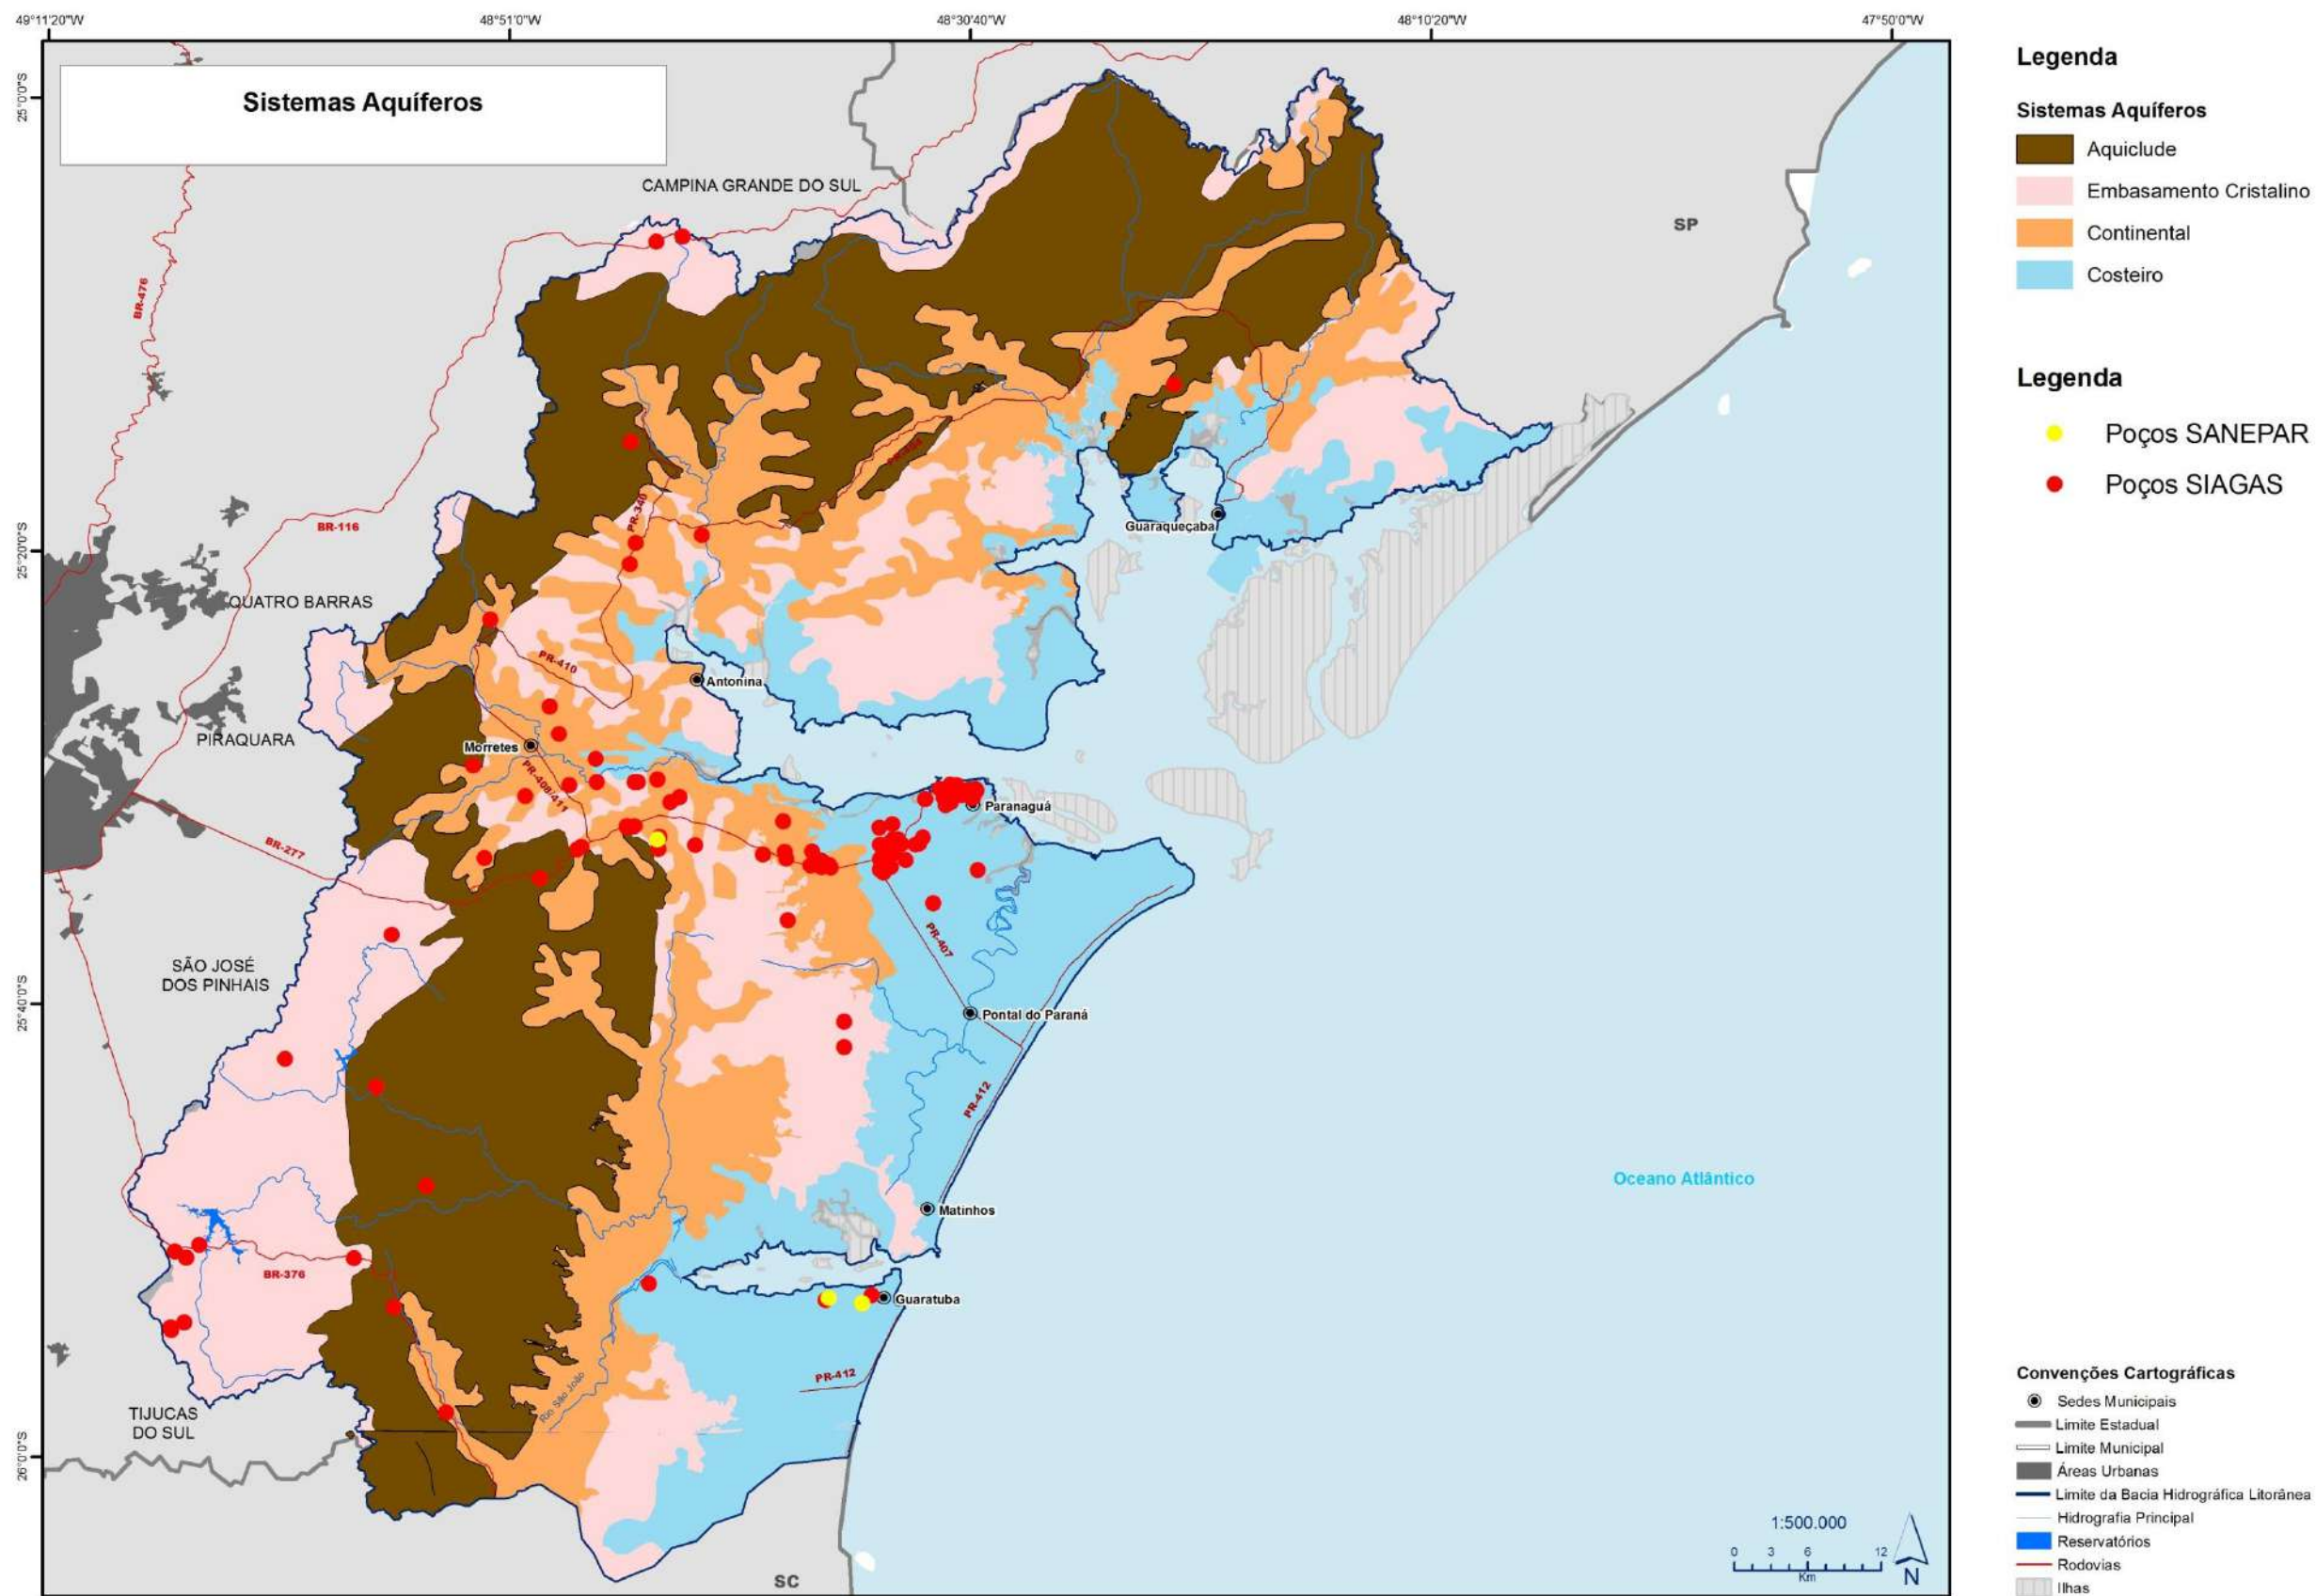 49°11'20"W
48°51'0"W
48°30'40"W
48°10'20"W
47°50'0"W
25°0'0"S
25°20'0"S
25°40'0"S
26°0'0"S
Sistemas Aquíferos
CAMPINA GRANDE DO SUL
SP
BR-476
BR-116
PR-340
Guaraqueçaba
QUATRO BARRAS
PR-410
Antonina
PIRAQUARA
Morretes
PR-408/411
Paranaguá
BR-277
PR-407
SÃO JOSÉ
DOS PINHAIS
Pontal do Paraná
PR-412
Oceano Atlântico
Matinhos
BR-376
Guaratuba
PR-412
Rio São João
TIJUCAS
DO SUL
SC
1:500.000
0 3 6 12
Km
N
Legenda
Sistemas Aquíferos
Aquiclude
Embasamento Cristalino
Continental
Costeiro
Legenda
Poços SANEPAR
Poços SIAGAS
Convenções Cartográficas
Sedes Municipais
Limite Estadual
Limite Municipal
Áreas Urbanas
Limite da Bacia Hidrográfica Litorânea
Hidrografia Principal
Reservatórios
Rodovias
Ilhas